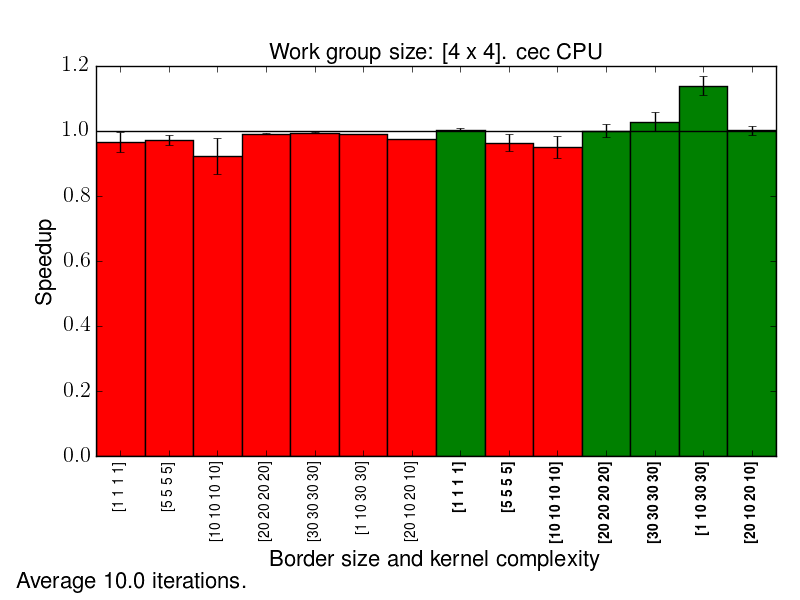 Work group size: [4 x 4]. cec CPU
1.2
1.0
0.8
0.6
0.4
0.2
0.0
Speedup
[1 1 1 1]
[5 5 5 5]
[10 10 10 10]
[20 20 20 20]
[30 30 30 30]
[1 10 30 30]
[20 10 20 10]
[1 1 1 1]
[5 5 5 5]
[10 10 10 10]
[20 20 20 20]
[30 30 30 30]
[1 10 30 30]
[20 10 20 10]
Border size and kernel complexity
Average 10.0 iterations.